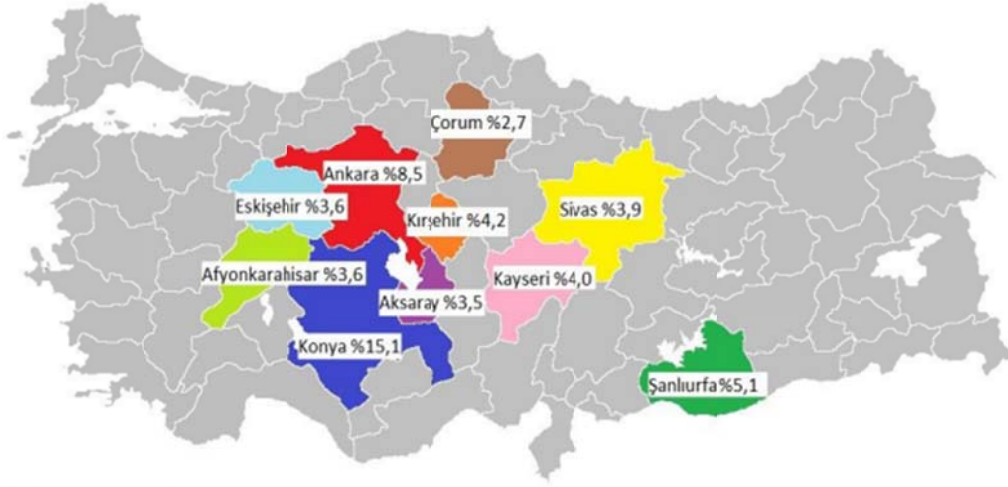 Çorum %2,7
Ankara %8,5
Eskişehir %3,6
Sivas %3,9
Kırşehir %4,2
Afyonkarahisar %3,6
Kayseri %4,0
Aksaray %3,5
Konya %15,1
Şanlıurfa%5,1